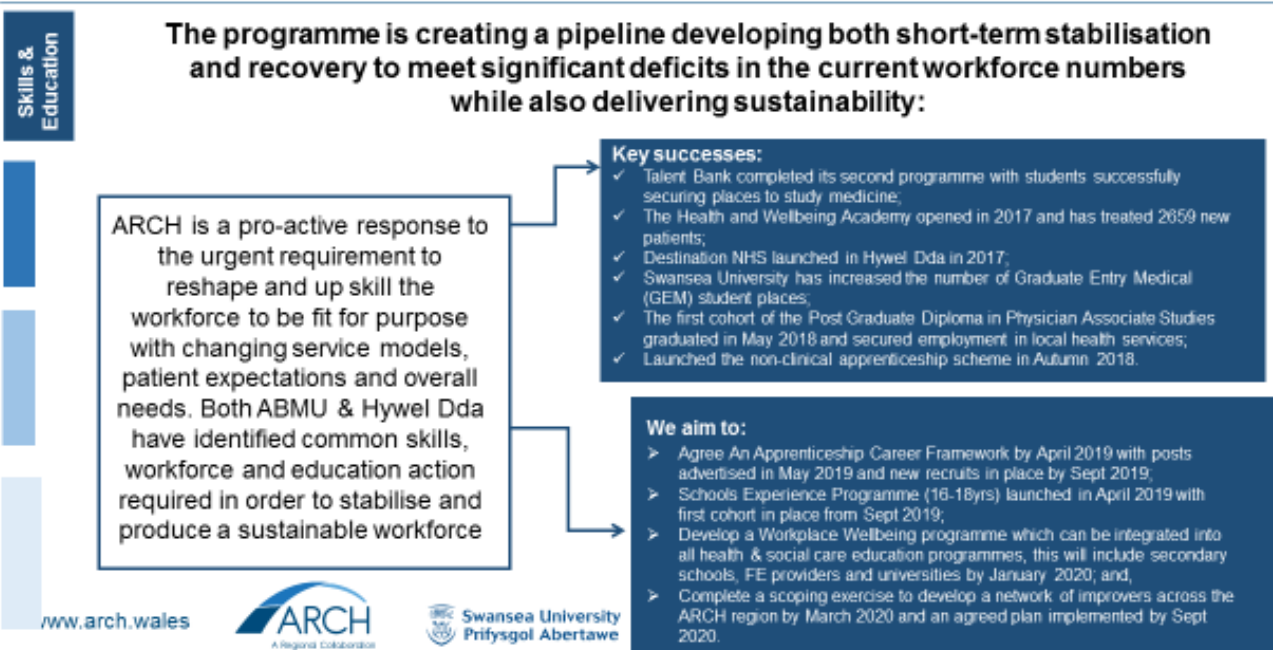 Skills &
Education
The programme is creating a pipeline developing both short-term stabilisation
and recovery to meet significant deficits in the current workforce numbers
while also delivering sustainability:
ARCH is a pro-active response to
the urgent requirement to
reshape and up skill the
workforce to be fit for purpose
with changing service models,
patient expectations and overall
needs. Both ABMU & Hywel Dda
have identified common skills,
workforce and education action
required in order to stabilise and
produce a sustainable workforce
Key successes:
✓ Talent Bank completed its second programme with students successfully
securing places to study medicine;
✓ The Health and Wellbeing Academy opened in 2017 and has treated 2659 new
patients;
✓ Destination NHS launched in Hywel Dda in 2017;
✓ Swansea University has increased the number of Graduate Entry Medical
(GEM) student places;
✓ The first cohort of the Post Graduate Diploma in Physician Associate Studies
graduated in May 2018 and secured employment in local health services;
✓ Launched the non-clinical apprenticeship scheme in Autumn 2018.
We aim to:
➢ Agree An Apprenticeship Career Framework by April 2019 with posts
advertised in May 2019 and new recruits in place by Sept 2019;
➢ Schools Experience Programme (16-18yrs) launched in April 2019 with
first cohort in place from Sept 2019;
➢ Develop a Workplace Wellbeing programme which can be integrated into
all health & social care education programmes, this will include secondary
schools, FE providers and universities by January 2020; and,
➢ Complete a scoping exercise to develop a network of improvers across the
ARCH region by March 2020 and an agreed plan implemented by Sept
2020.
www.arch.wales
ARCH
A Regional Collaboration
Swansea University
Prifysgol Abertawe